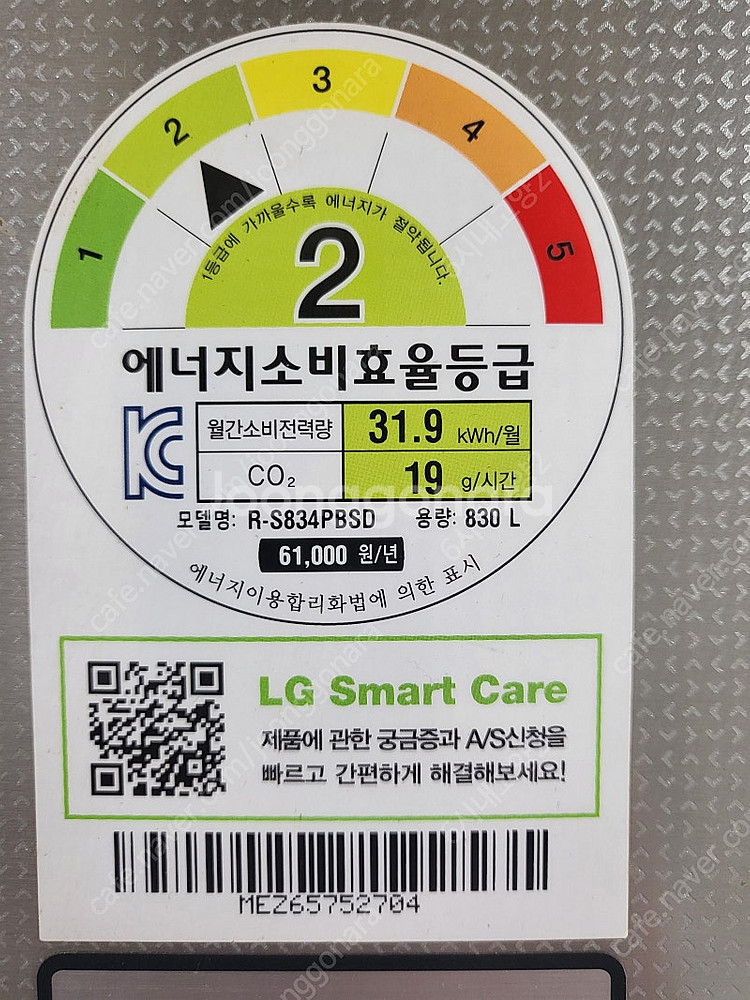 1
2
3
4
5
1등급에 가까울수록 에너지가 절약됩니다.
2
에너지소비효율등급
월간소비전력량 31.9 kWh/월
CO₂ 19 g/시간
모델명: R-S834PBSD 용량: 830 L
61,000 원/년
에너지이용합리화법에 의한 표시
LG Smart Care
제품에 관한 궁금증과 A/S신청을
빠르고 간편하게 해결해보세요!
MEZ65752704
joonggonara